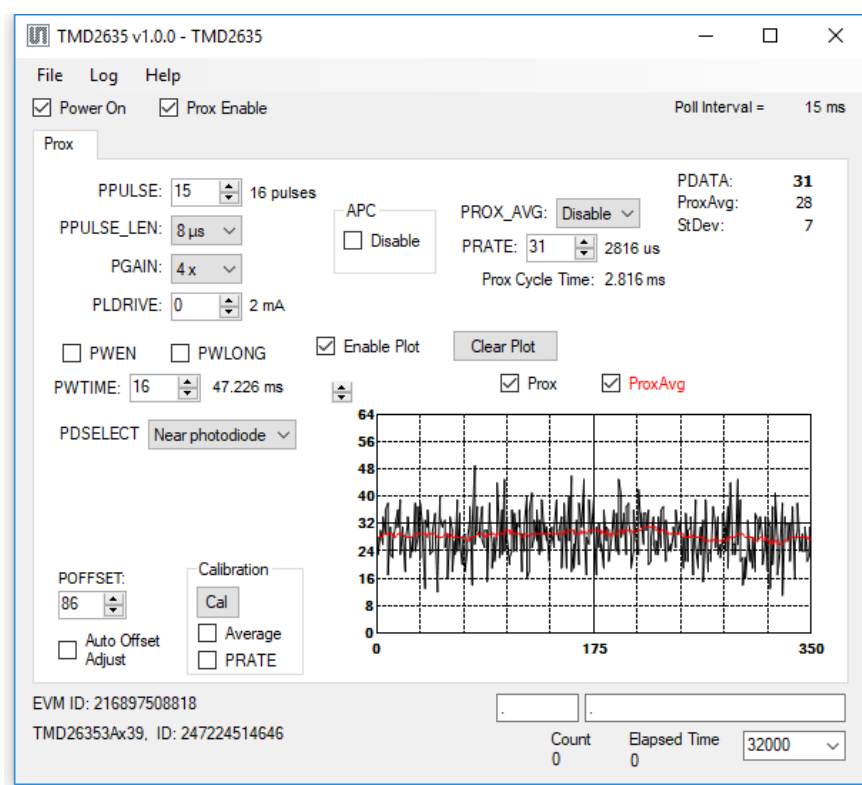 TMD2635 v1.0.0 - TMD2635
File Log Help
Power On Prox Enable Poll Interval = 15 ms
Prox
PPULSE: 15 16 pulses
PPULSE_LEN: 8 µs
PGAIN: 4 x
PLDRIVE: 0 2 mA
APC
Disable
PROX_AVG: Disable
PRATE: 31 2816 us
Prox Cycle Time: 2.816 ms
PDATA: 31
ProxAvg: 28
StDev: 7
PWEN PWLONG
Enable Plot Clear Plot
PWTIME: 16 47.226 ms
Prox ProxAvg
PDSELECT Near photodiode
64
56
48
40
32
24
16
8
0
0 175 350
POFFSET:
86
Auto Offset
Adjust
Calibration
Cal
Average
PRATE
EVM ID: 216897508818
TMD26353Ax39, ID: 247224514646
. .
Count Elapsed Time 32000
0 0